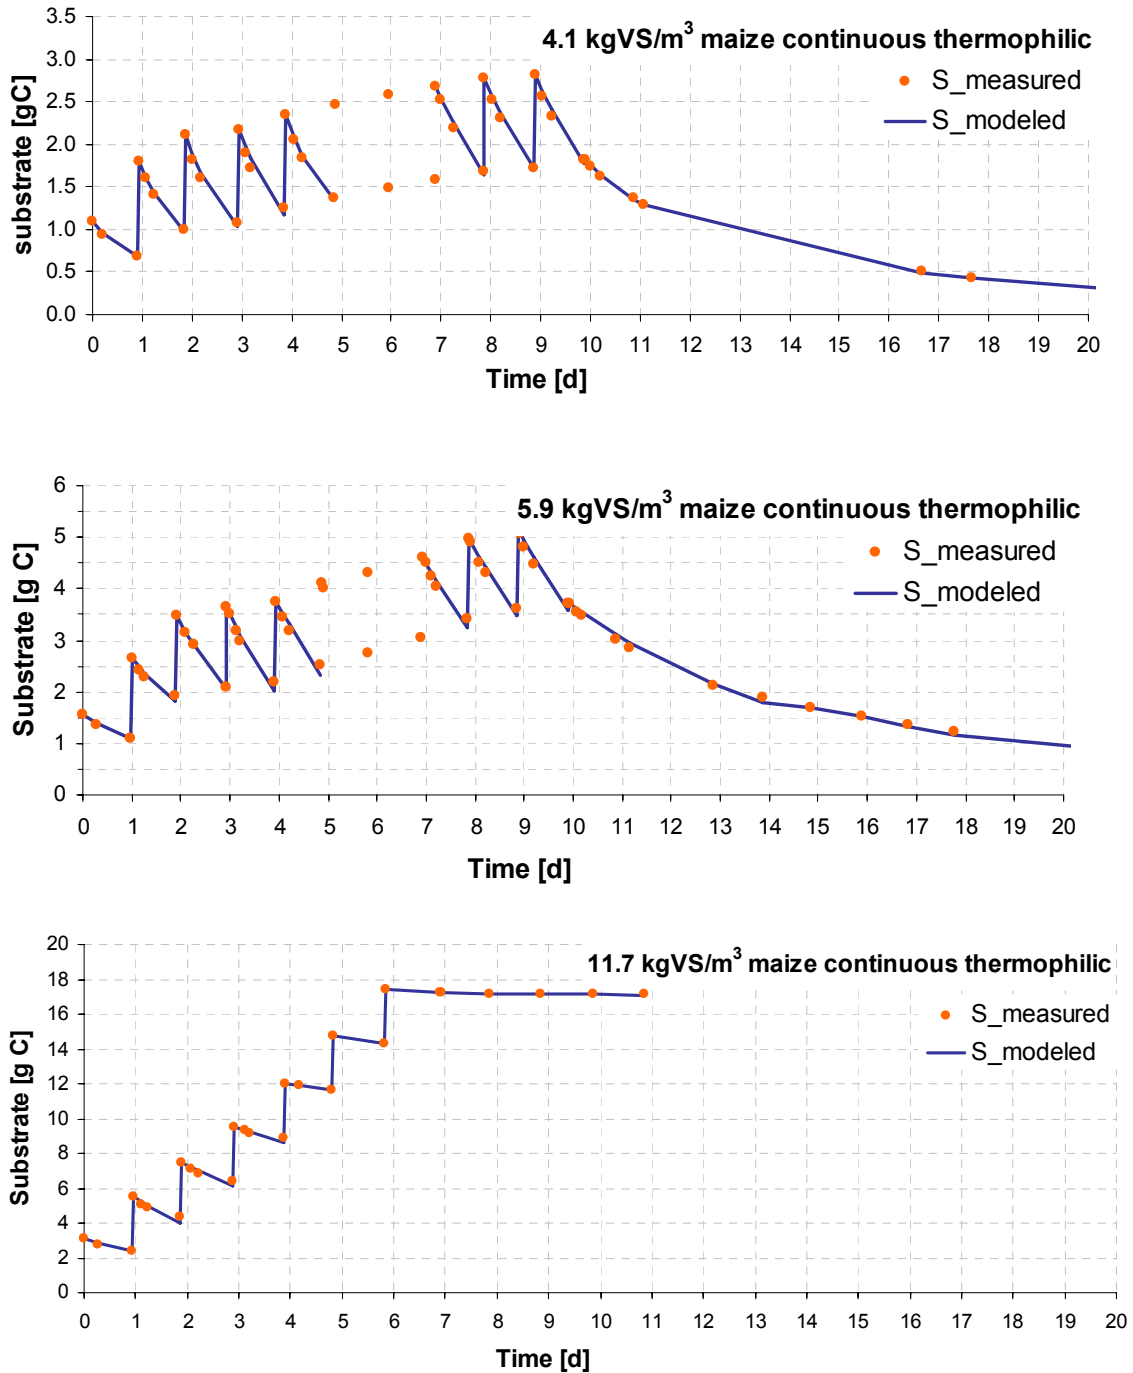 4.1 kgVS/m³ maize continuous thermophilic
S_measured
S_modeled
substrate [gC]
3.5
3.0
2.5
2.0
1.5
1.0
0.5
0.0
0 1 2 3 4 5 6 7 8 9 10 11 12 13 14 15 16 17 18 19 20
Time [d]
5.9 kgVS/m³ maize continuous thermophilic
S_measured
S_modeled
Substrate [g C]
6
5
4
3
2
1
0
0 1 2 3 4 5 6 7 8 9 10 11 12 13 14 15 16 17 18 19 20
Time [d]
11.7 kgVS/m³ maize continuous thermophilic
S_measured
S_modeled
Substrate [g C]
20
18
16
14
12
10
8
6
4
2
0
0 1 2 3 4 5 6 7 8 9 10 11 12 13 14 15 16 17 18 19 20
Time [d]